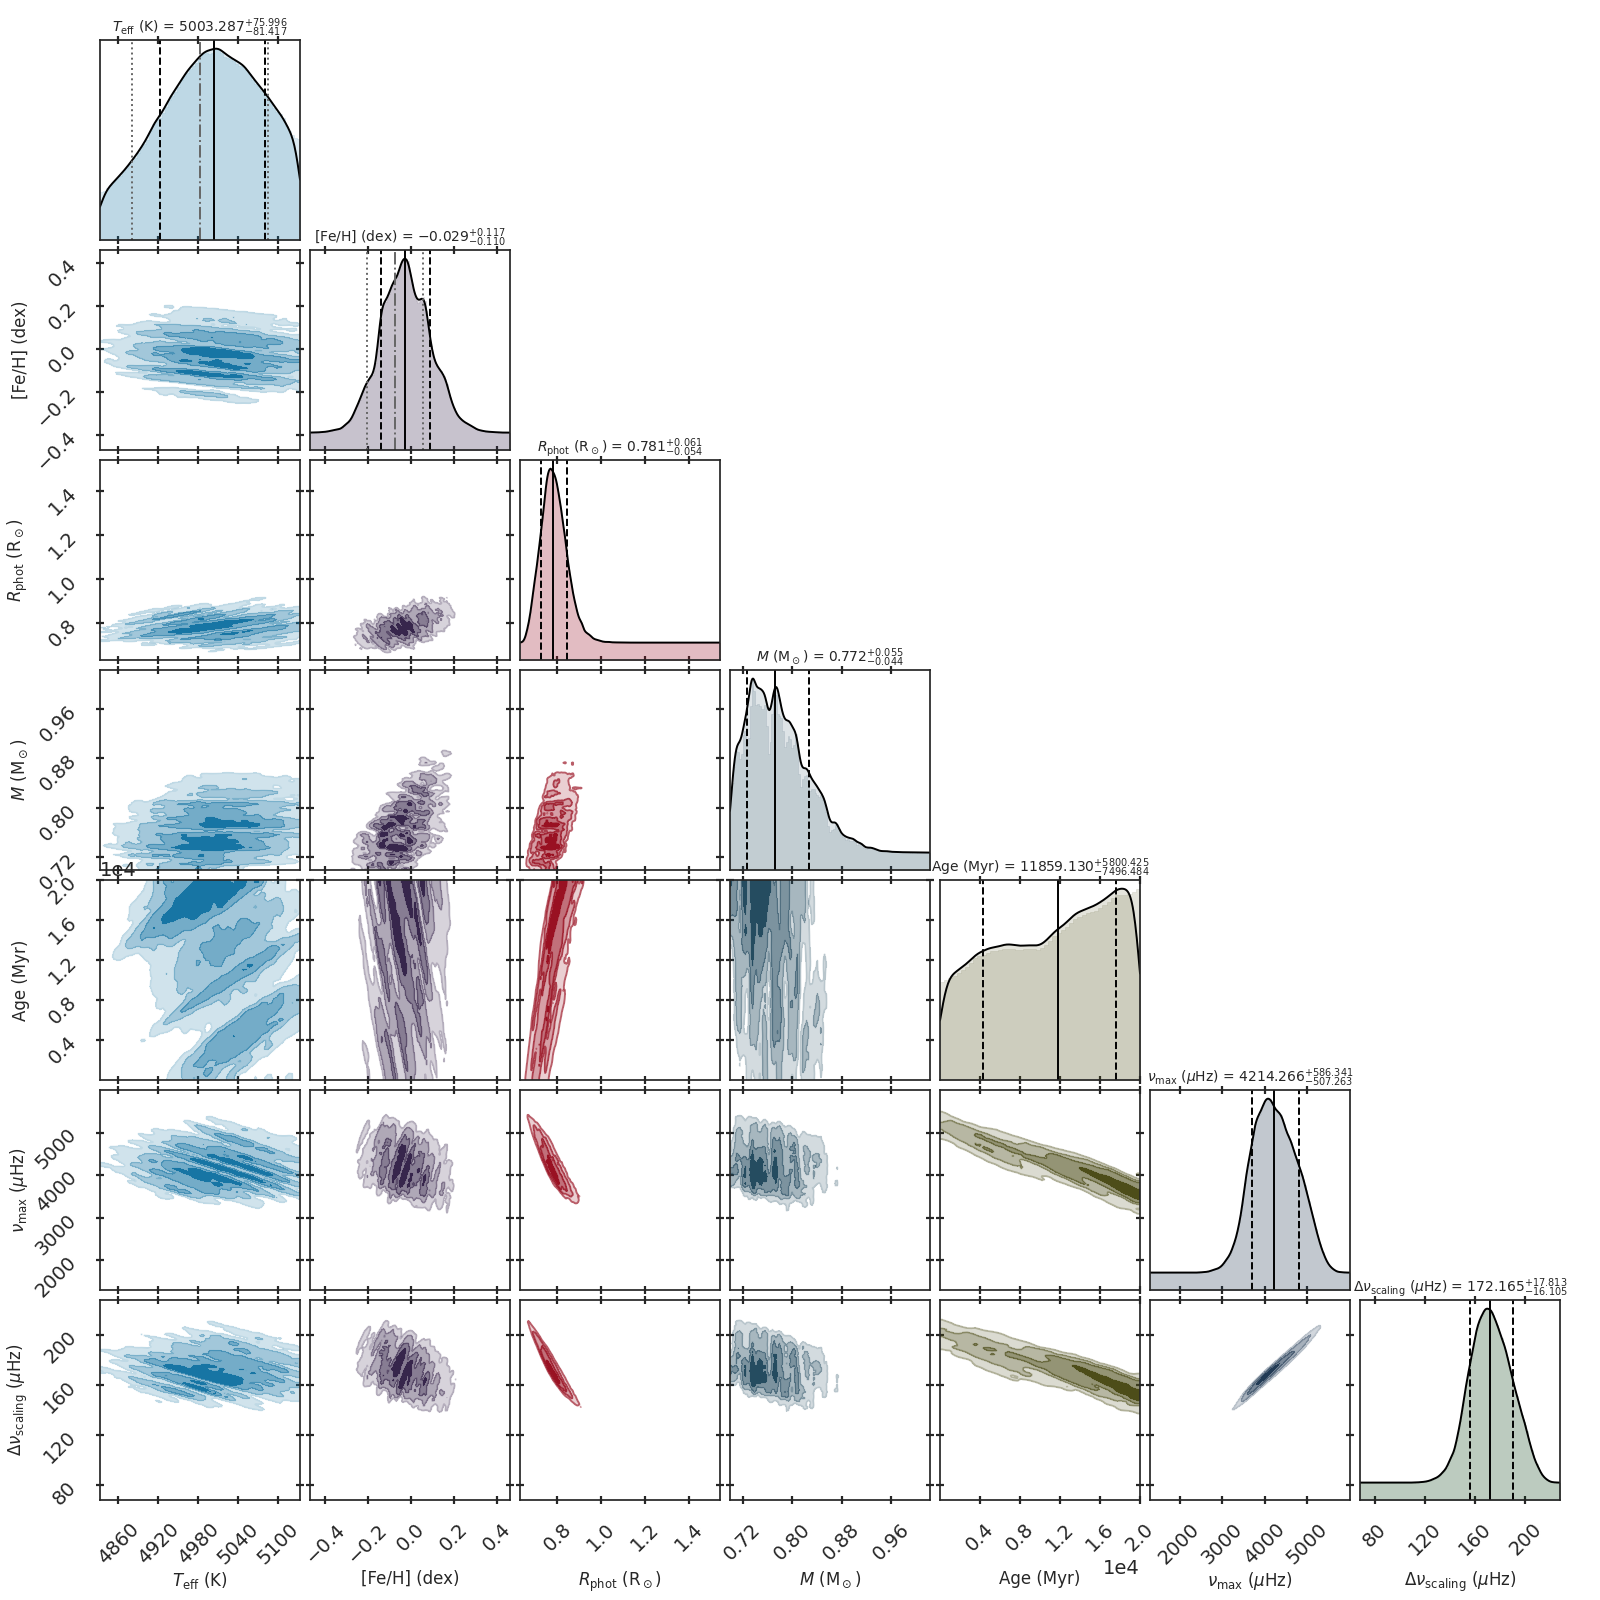 T_eff (K) = 5003.287^{+75.996}_{−81.417}
[Fe/H] (dex) = −0.029^{+0.117}_{−0.110}
0.4
0.2
0.0
−0.2
−0.4
[Fe/H] (dex)
R_phot (R⊙) = 0.781^{+0.061}_{−0.054}
1.4
1.2
1.0
0.8
R_phot (R⊙)
M (M⊙) = 0.772^{+0.055}_{−0.044}
0.96
0.88
0.80
0.72
M (M⊙)
1e4
Age (Myr) = 11859.130^{+5800.425}_{−7496.484}
2.0
1.6
1.2
0.8
0.4
Age (Myr)
ν_max (μHz) = 4214.266^{+586.341}_{−507.263}
5000
4000
3000
2000
ν_max (μHz)
Δν_scaling (μHz) = 172.165^{+17.813}_{−16.105}
200
160
120
80
Δν_scaling (μHz)
4860 4920 4980 5040 5100
−0.4 −0.2 0.0 0.2 0.4
0.8 1.0 1.2 1.4
0.72 0.80 0.88 0.96
0.4 0.8 1.2 1.6 2.0
1e4
2000 3000 4000 5000
80 120 160 200
T_eff (K)
[Fe/H] (dex)
R_phot (R⊙)
M (M⊙)
Age (Myr)
ν_max (μHz)
Δν_scaling (μHz)